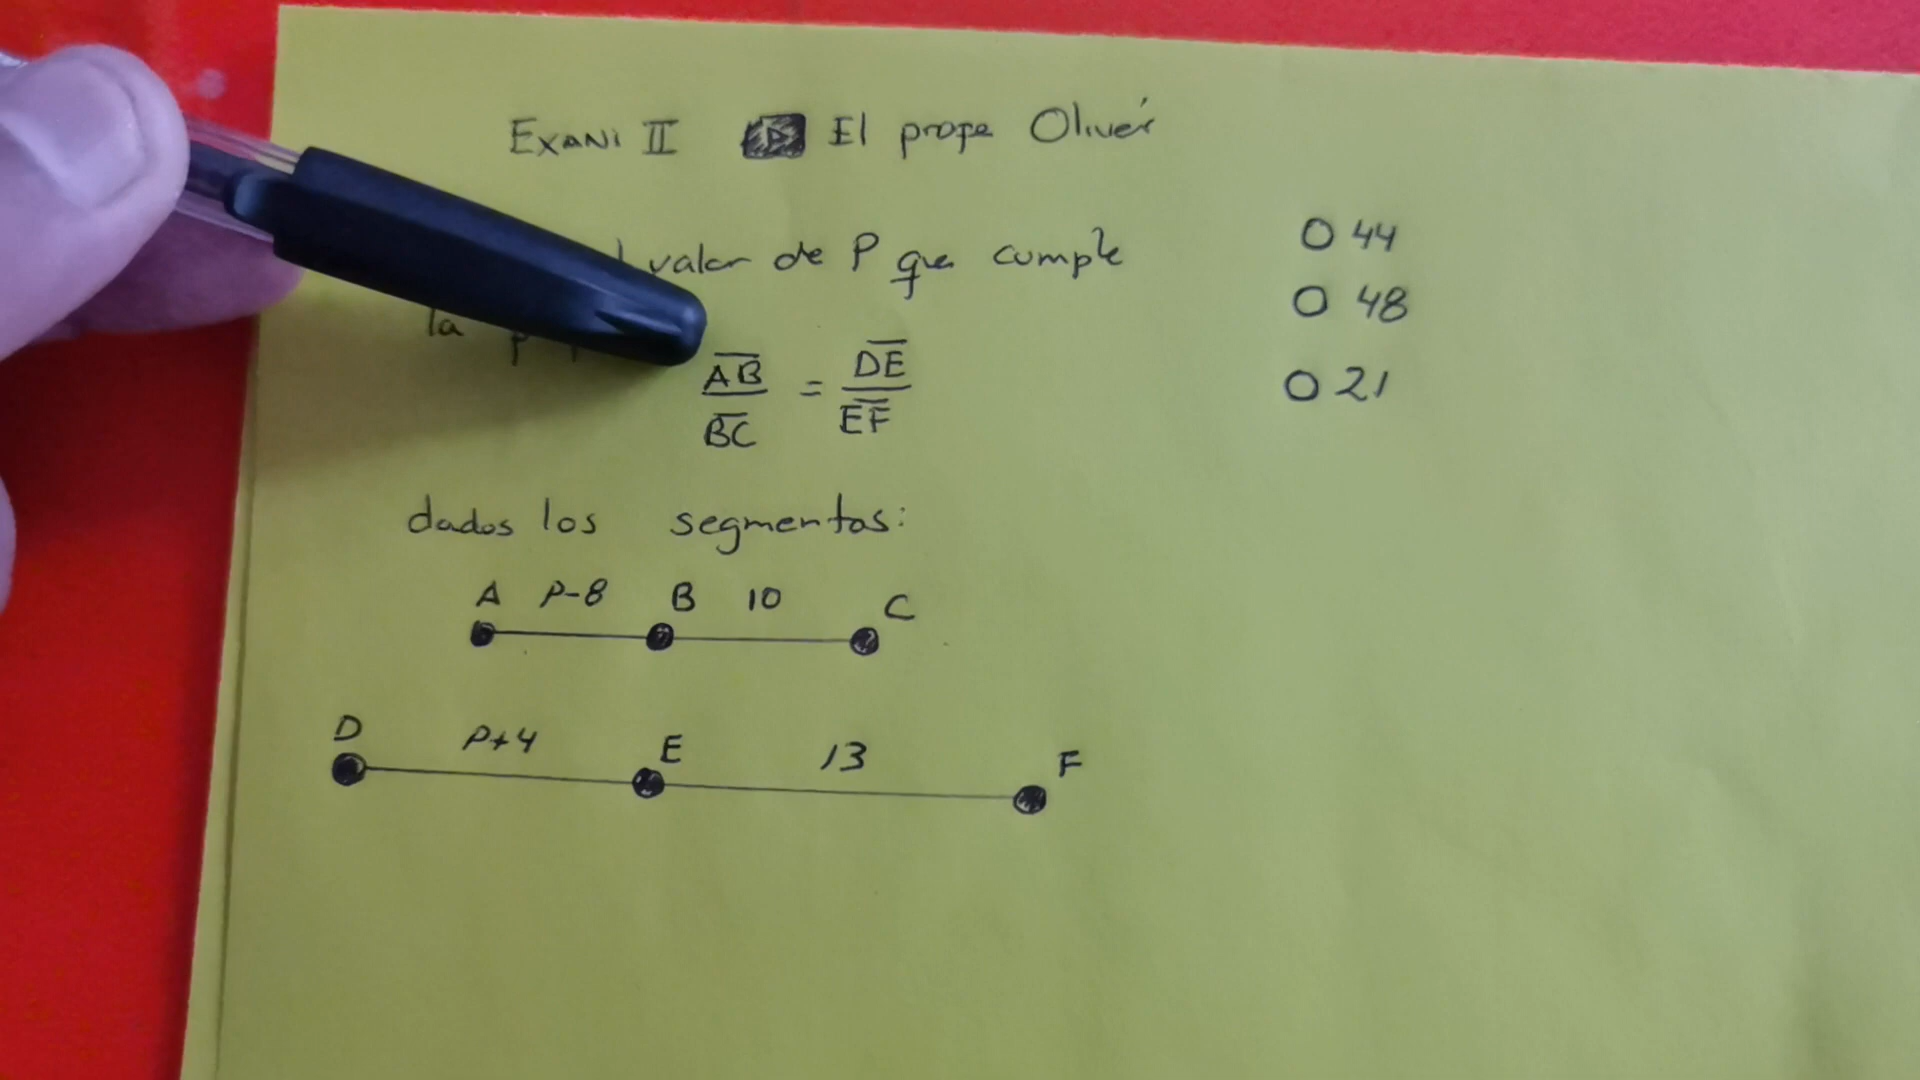 EXANI II El profe Oliver
valor de P que cumple
la
AB = DE
BC EF
dados los segmentos:
A P-8 B 10 C
D P+4 E 13 F
44
48
21